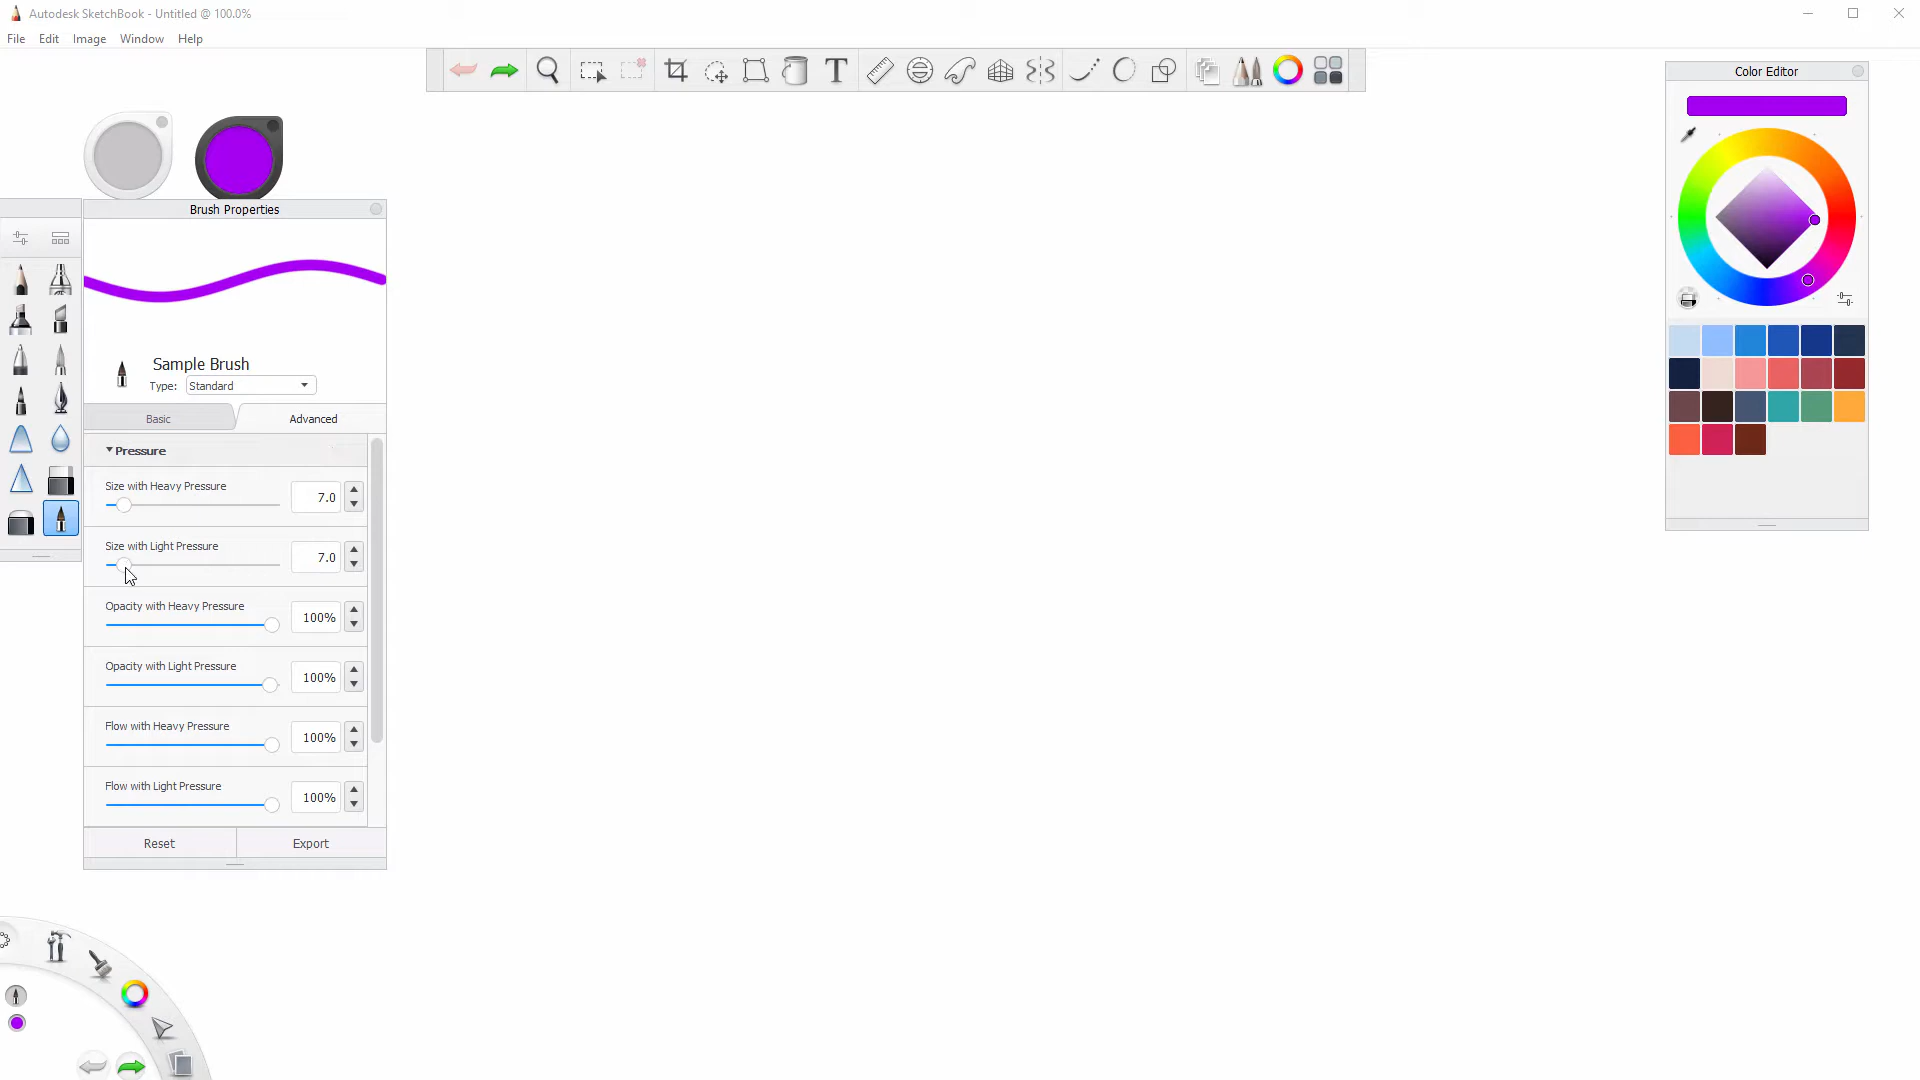 Autodesk SketchBook - Untitled @ 100.0%
File Edit Image Window Help
T
Color Editor
Brush Properties
Sample Brush
Type: Standard
Basic Advanced
Pressure
Size with Heavy Pressure
7.0
Size with Light Pressure
7.0
Opacity with Heavy Pressure
100%
Opacity with Light Pressure
100%
Flow with Heavy Pressure
100%
Flow with Light Pressure
100%
Reset Export